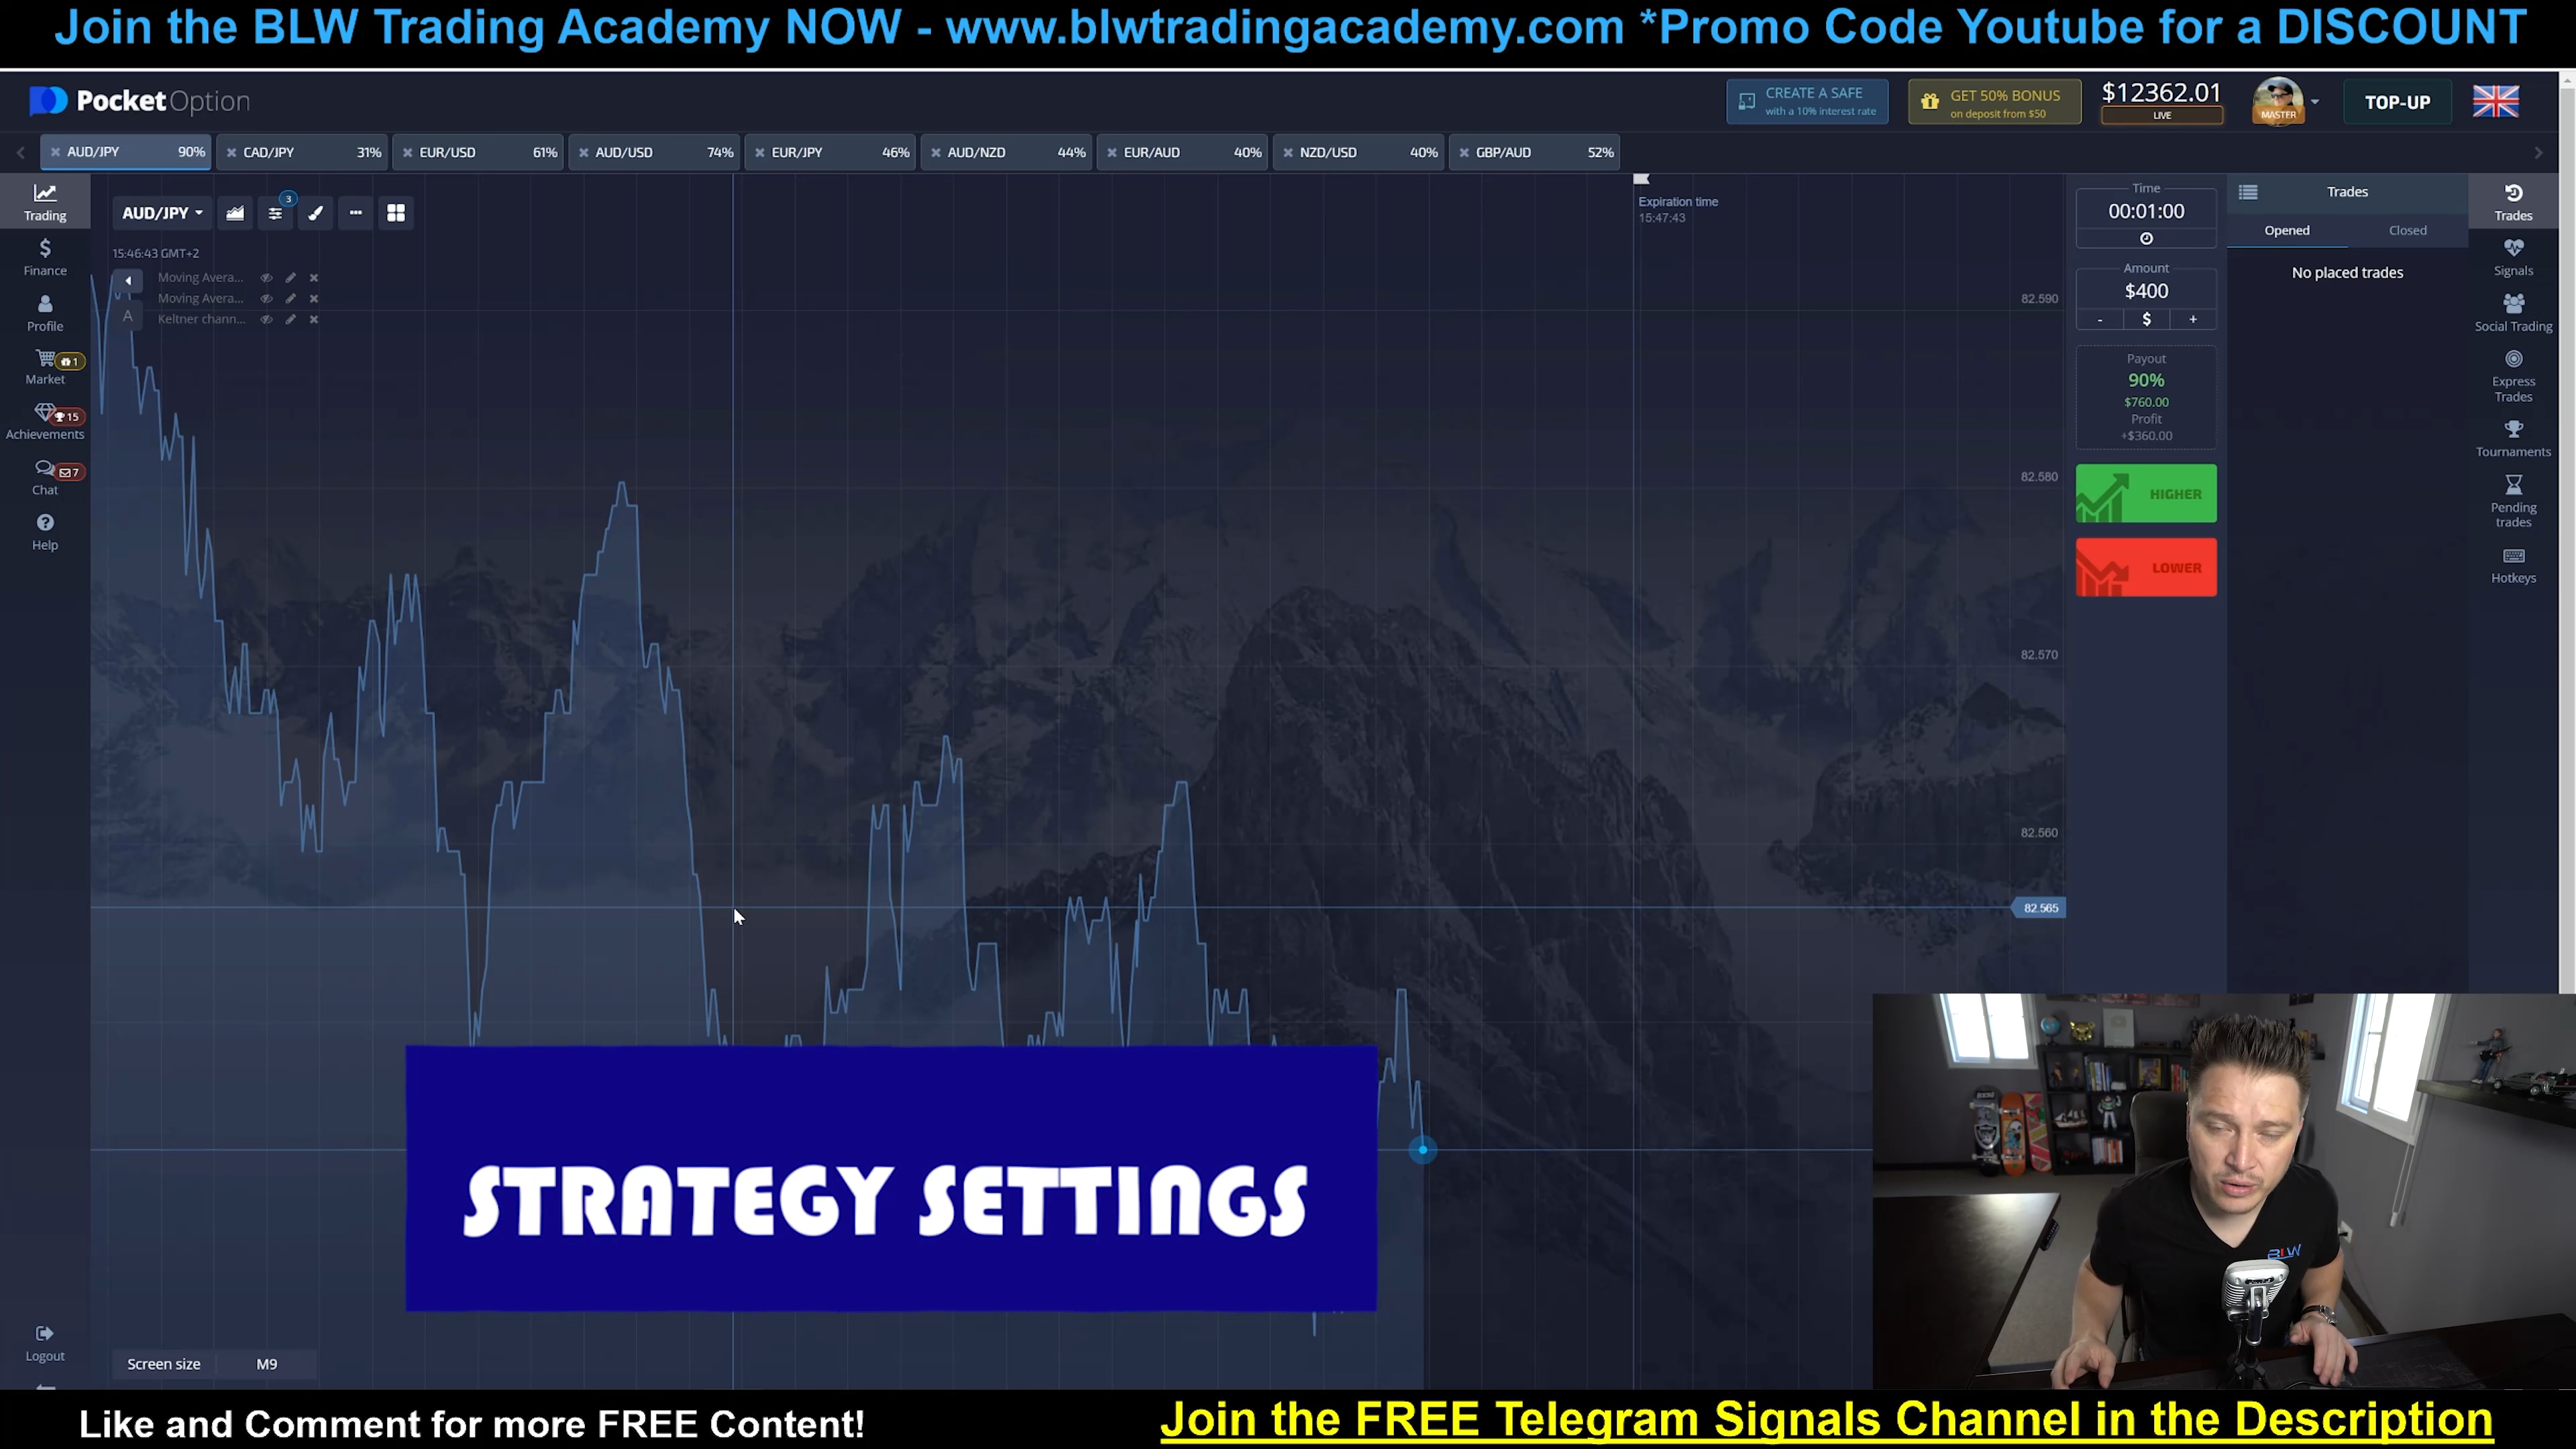 Join the BLW Trading Academy NOW - www.blwtradingacademy.com *Promo Code Youtube for a DISCOUNT
PocketOption
CREATE A SAFE
with a 10% interest rate
GET 50% BONUS
on deposit from $50
$12362.01
LIVE
MASTER
TOP-UP
AUD/JPY 90%
CAD/JPY 31%
EUR/USD 61%
AUD/USD 74%
EUR/JPY 46%
AUD/NZD 44%
EUR/AUD 40%
NZD/USD 40%
GBP/AUD 52%
Trading
Finance
Profile
Market
1
Achievements
15
Chat
7
Help
Logout
AUD/JPY
3
15:46:43 GMT+2
Moving Avera...
Moving Avera...
A
Keltner chann...
Expiration time
15:47:43
82.590
82.580
82.570
82.560
82.565
Time
00:01:00
Amount
$400
- $ +
Payout
90%
$760.00
Profit
+$360.00
HIGHER
LOWER
Trades
Opened
Closed
No placed trades
Trades
Signals
Social Trading
Express
Trades
Tournaments
Pending
trades
Hotkeys
STRATEGY SETTINGS
BLW
Screen size
M9
Like and Comment for more FREE Content!
Join the FREE Telegram Signals Channel in the Description